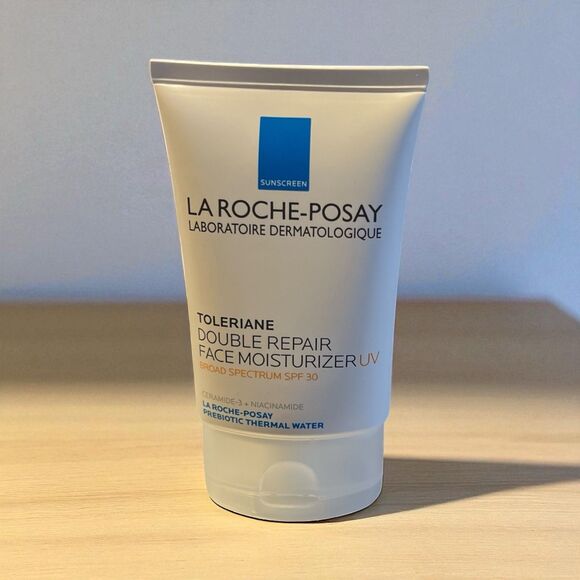 SUNSCREEN
LA ROCHE-POSAY
LABORATOIRE DERMATOLOGIQUE
TOLERIANE
DOUBLE REPAIR
FACE MOISTURIZER UV
BROAD SPECTRUM SPF 30
CERAMIDE-3 + NIACINAMIDE
LA ROCHE-POSAY
PREBIOTIC THERMAL WATER